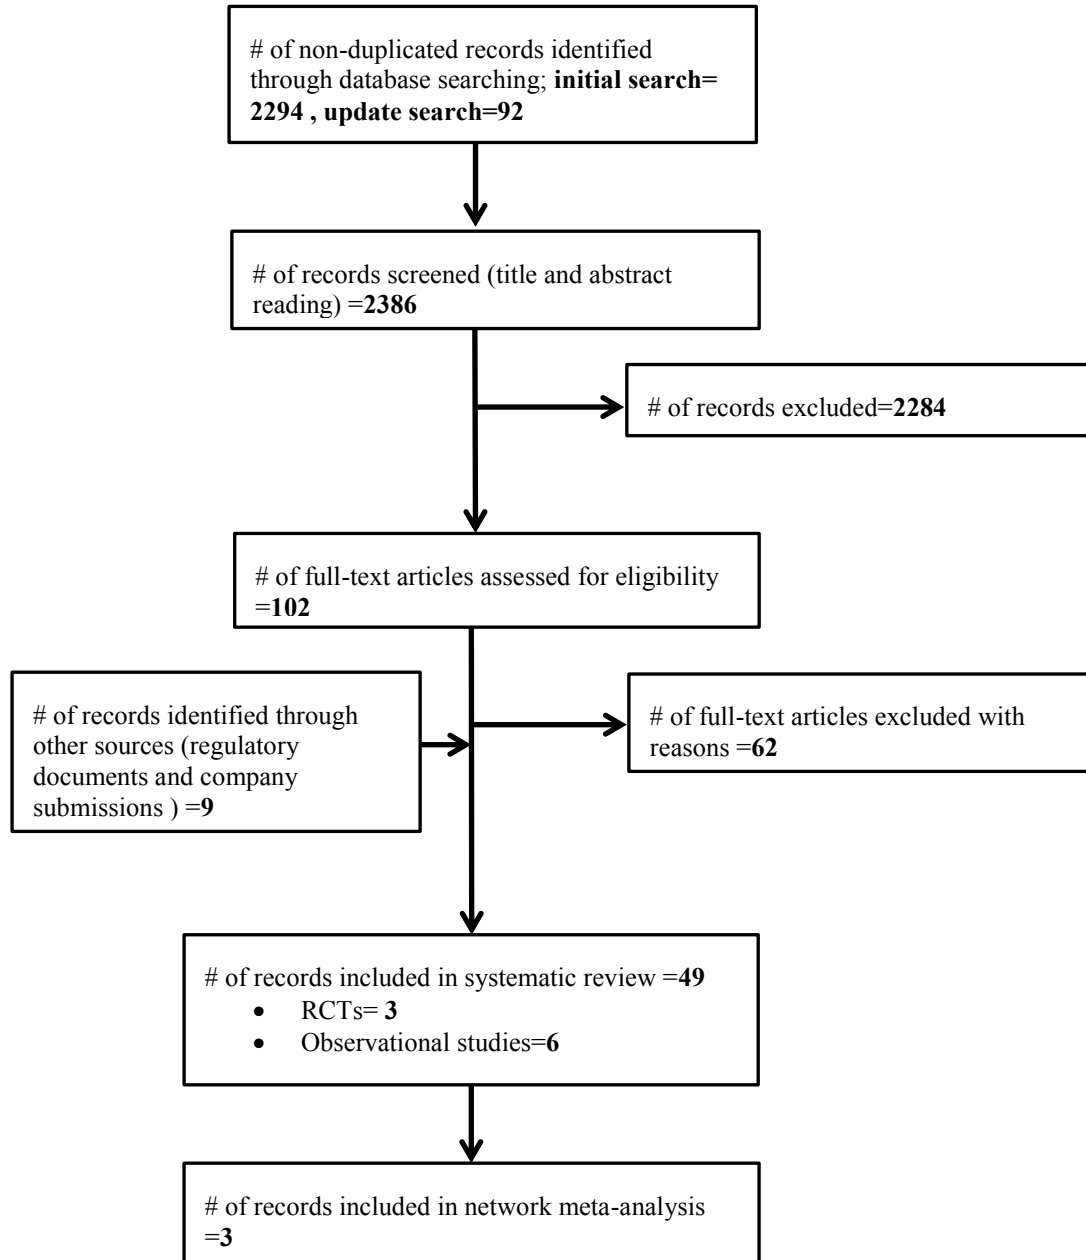 # of non-duplicated records identified
through database searching; initial search=
2294 , update search=92
# of records screened (title and abstract
reading) =2386
# of records excluded=2284
# of full-text articles assessed for eligibility
=102
# of records identified through
other sources (regulatory
documents and company
submissions ) =9
# of full-text articles excluded with
reasons =62
# of records included in systematic review =49
• RCTs= 3
• Observational studies=6
# of records included in network meta-analysis
=3